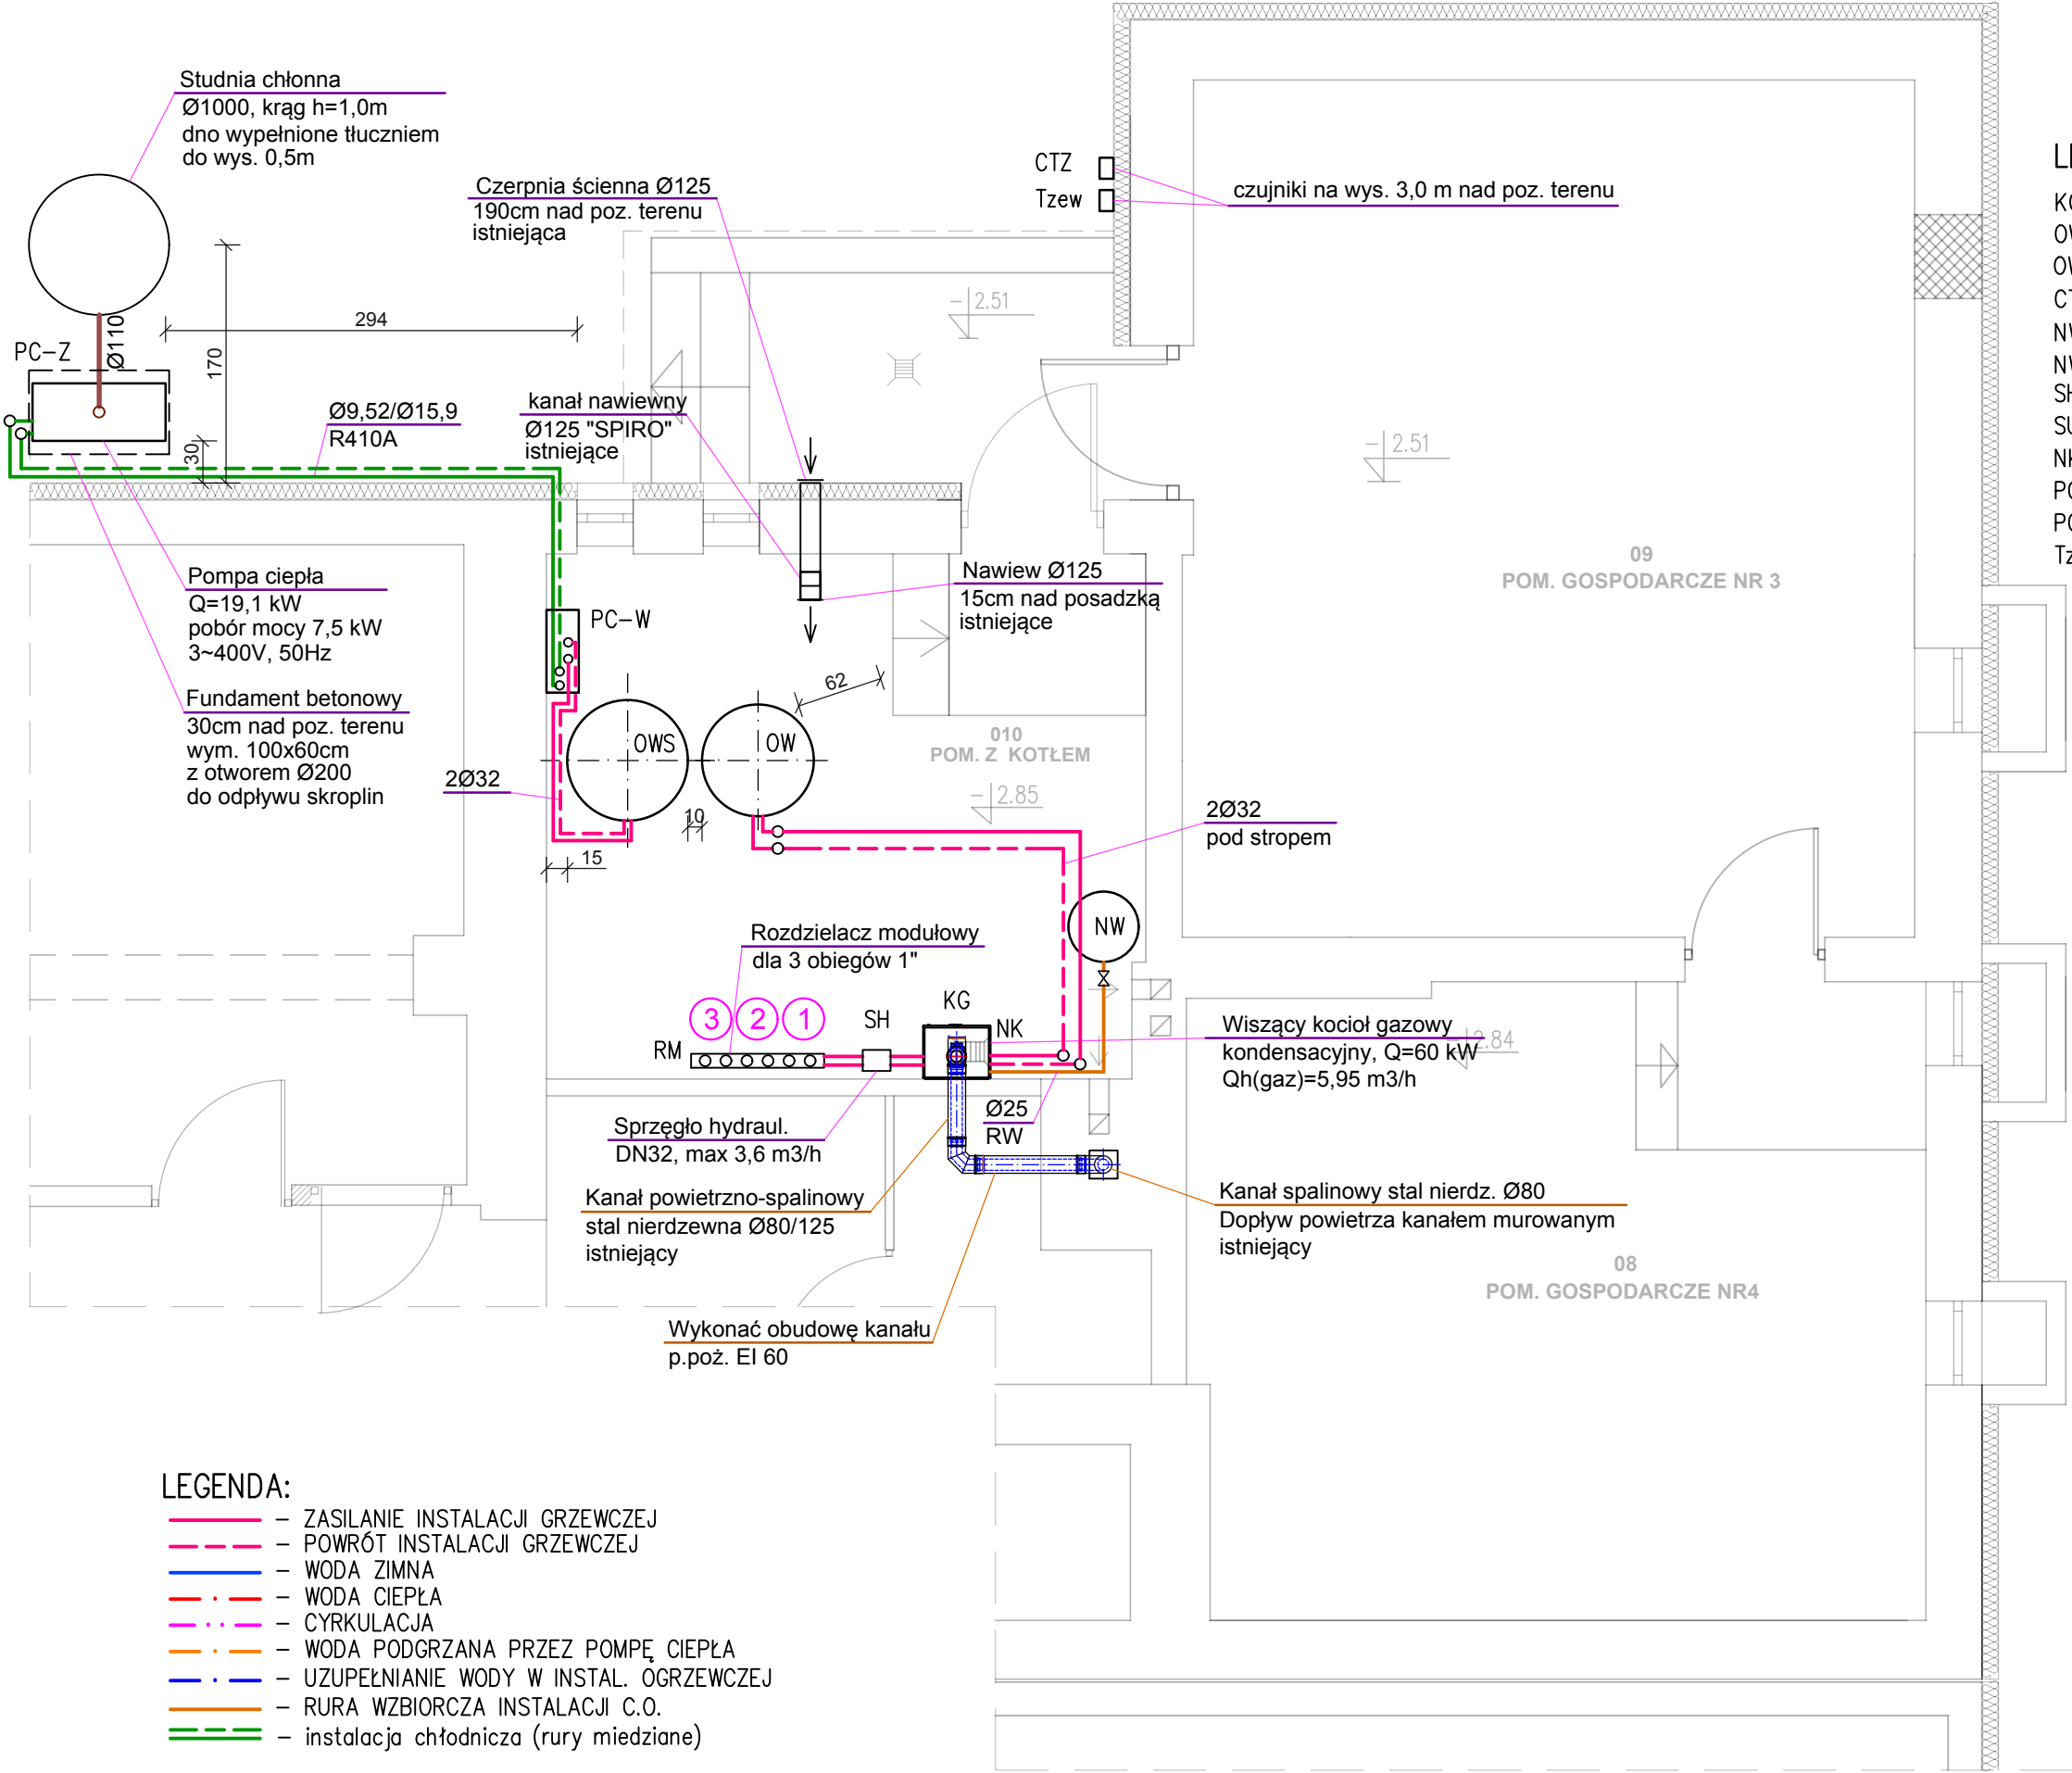 Studnia chłonna
Ø1000, krąg h=1,0m
dno wypełnione tłuczniem
do wys. 0,5m
Czerpnia ścienna Ø125
190cm nad poz. terenu
istniejąca
CTZ
Tzew
czujniki na wys. 3,0 m nad poz. terenu
- 2.51
294
170
Ø110
PC-Z
30
Ø9,52/Ø15,9
R410A
kanał nawiewny
Ø125 "SPIRO"
istniejące
- 2.51
Pompa ciepła
Q=19,1 kW
pobór mocy 7,5 kW
3~400V, 50Hz
Fundament betonowy
30cm nad poz. terenu
wym. 100x60cm
z otworem Ø200
do odpływu skroplin
PC-W
Nawiew Ø125
15cm nad posadzką
istniejące
09
POM. GOSPODARCZE NR 3
62
OWS
OW
010
POM. Z KOTŁEM
- 2.85
2Ø32
10
15
2Ø32
pod stropem
NW
Rozdzielacz modułowy
dla 3 obiegów 1"
3 2 1
SH
KG
NK
RM
Wiszący kocioł gazowy
kondensacyjny, Q=60 kW
Qh(gaz)=5,95 m3/h
2.84
Ø25
RW
Sprzęgło hydraul.
DN32, max 3,6 m3/h
Kanał powietrzno-spalinowy
stal nierdzewna Ø80/125
istniejący
Kanał spalinowy stal nierdz. Ø80
Dopływ powietrza kanałem murowanym
istniejący
08
POM. GOSPODARCZE NR4
Wykonać obudowę kanału
p.poż. EI 60
LEGENDA:
- ZASILANIE INSTALACJI GRZEWCZEJ
- POWRÓT INSTALACJI GRZEWCZEJ
- WODA ZIMNA
- WODA CIEPŁA
- CYRKULACJA
- WODA PODGRZANA PRZEZ POMPĘ CIEPŁA
- UZUPEŁNIANIE WODY W INSTAL. OGRZEWCZEJ
- RURA WZBIORCZA INSTALACJI C.O.
- instalacja chłodnicza (rury miedziane)